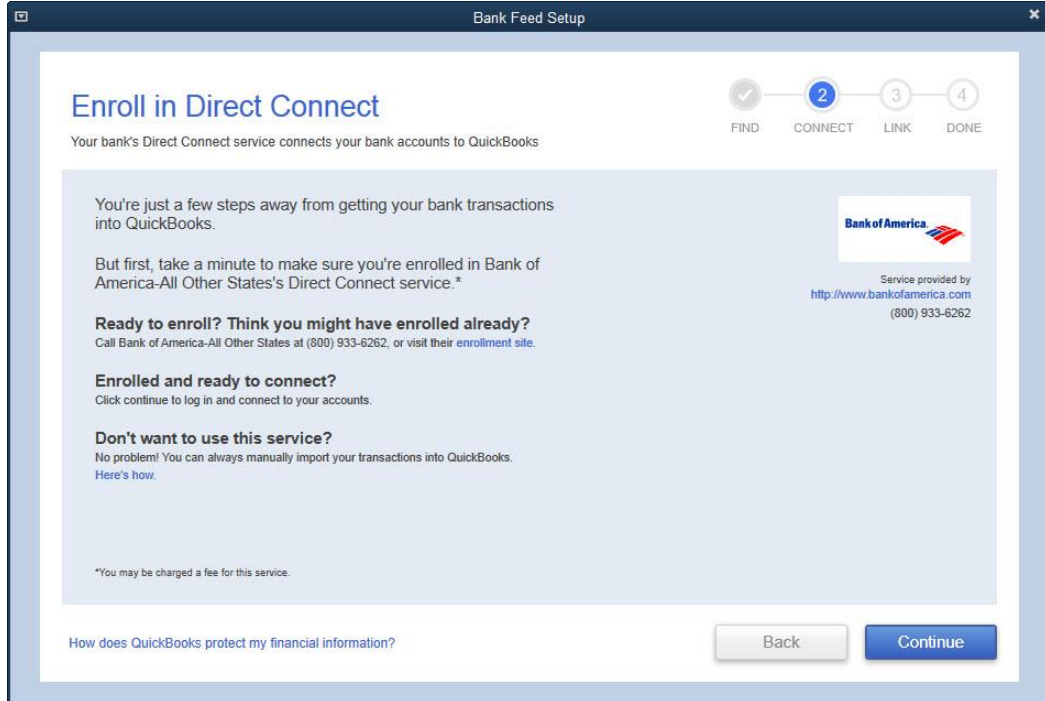 Bank Feed Setup
Enroll in Direct Connect
Your bank's Direct Connect service connects your bank accounts to QuickBooks
2
3
4
FIND
CONNECT
LINK
DONE
You're just a few steps away from getting your bank transactions
into QuickBooks.
But first, take a minute to make sure you're enrolled in Bank of
America-All Other States's Direct Connect service.*
Ready to enroll? Think you might have enrolled already?
Call Bank of America-All Other States at (800) 933-6262, or visit their enrollment site.
Enrolled and ready to connect?
Click continue to log in and connect to your accounts.
Don't want to use this service?
No problem! You can always manually import your transactions into QuickBooks.
Here's how.
*You may be charged a fee for this service.
Bank of America
Service provided by
http://www.bankofamerica.com
(800) 933-6262
How does QuickBooks protect my financial information?
Back
Continue